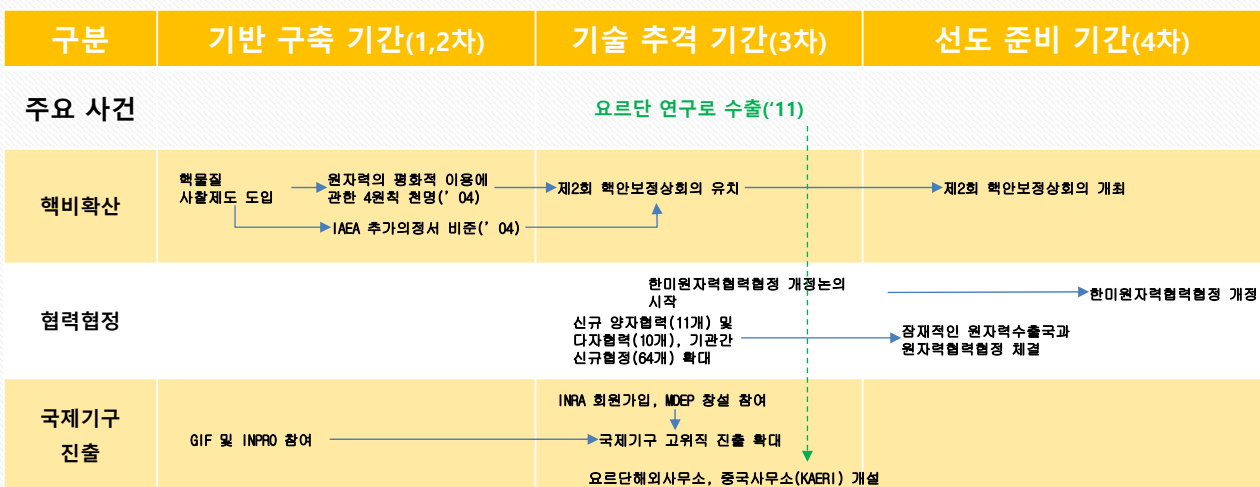 구분
기반 구축 기간(1,2차)
기술 추격 기간(3차)
선도 준비 기간(4차)
주요 사건
요르단 연구로 수출('11)
핵비확산
핵물질
사찰제도 도입
원자력의 평화적 이용에
관한 4원칙 천명(’ 04)
IAEA 추가의정서 비준(’ 04)
제2회 핵안보정상회의 유치
제2회 핵안보정상회의 개최
협력협정
한미원자력협력협정 개정논의
시작
한미원자력협력협정 개정
신규 양자협력(11개) 및
다자협력(10개), 기관간
신규협정(64개) 확대
잠재적인 원자력수출국과
원자력협력협정 체결
국제기구
진출
INRA 회원가입, MDEP 창설 참여
GIF 및 INPRO 참여
국제기구 고위직 진출 확대
요르단해외사무소, 중국사무소(KAERI) 개설